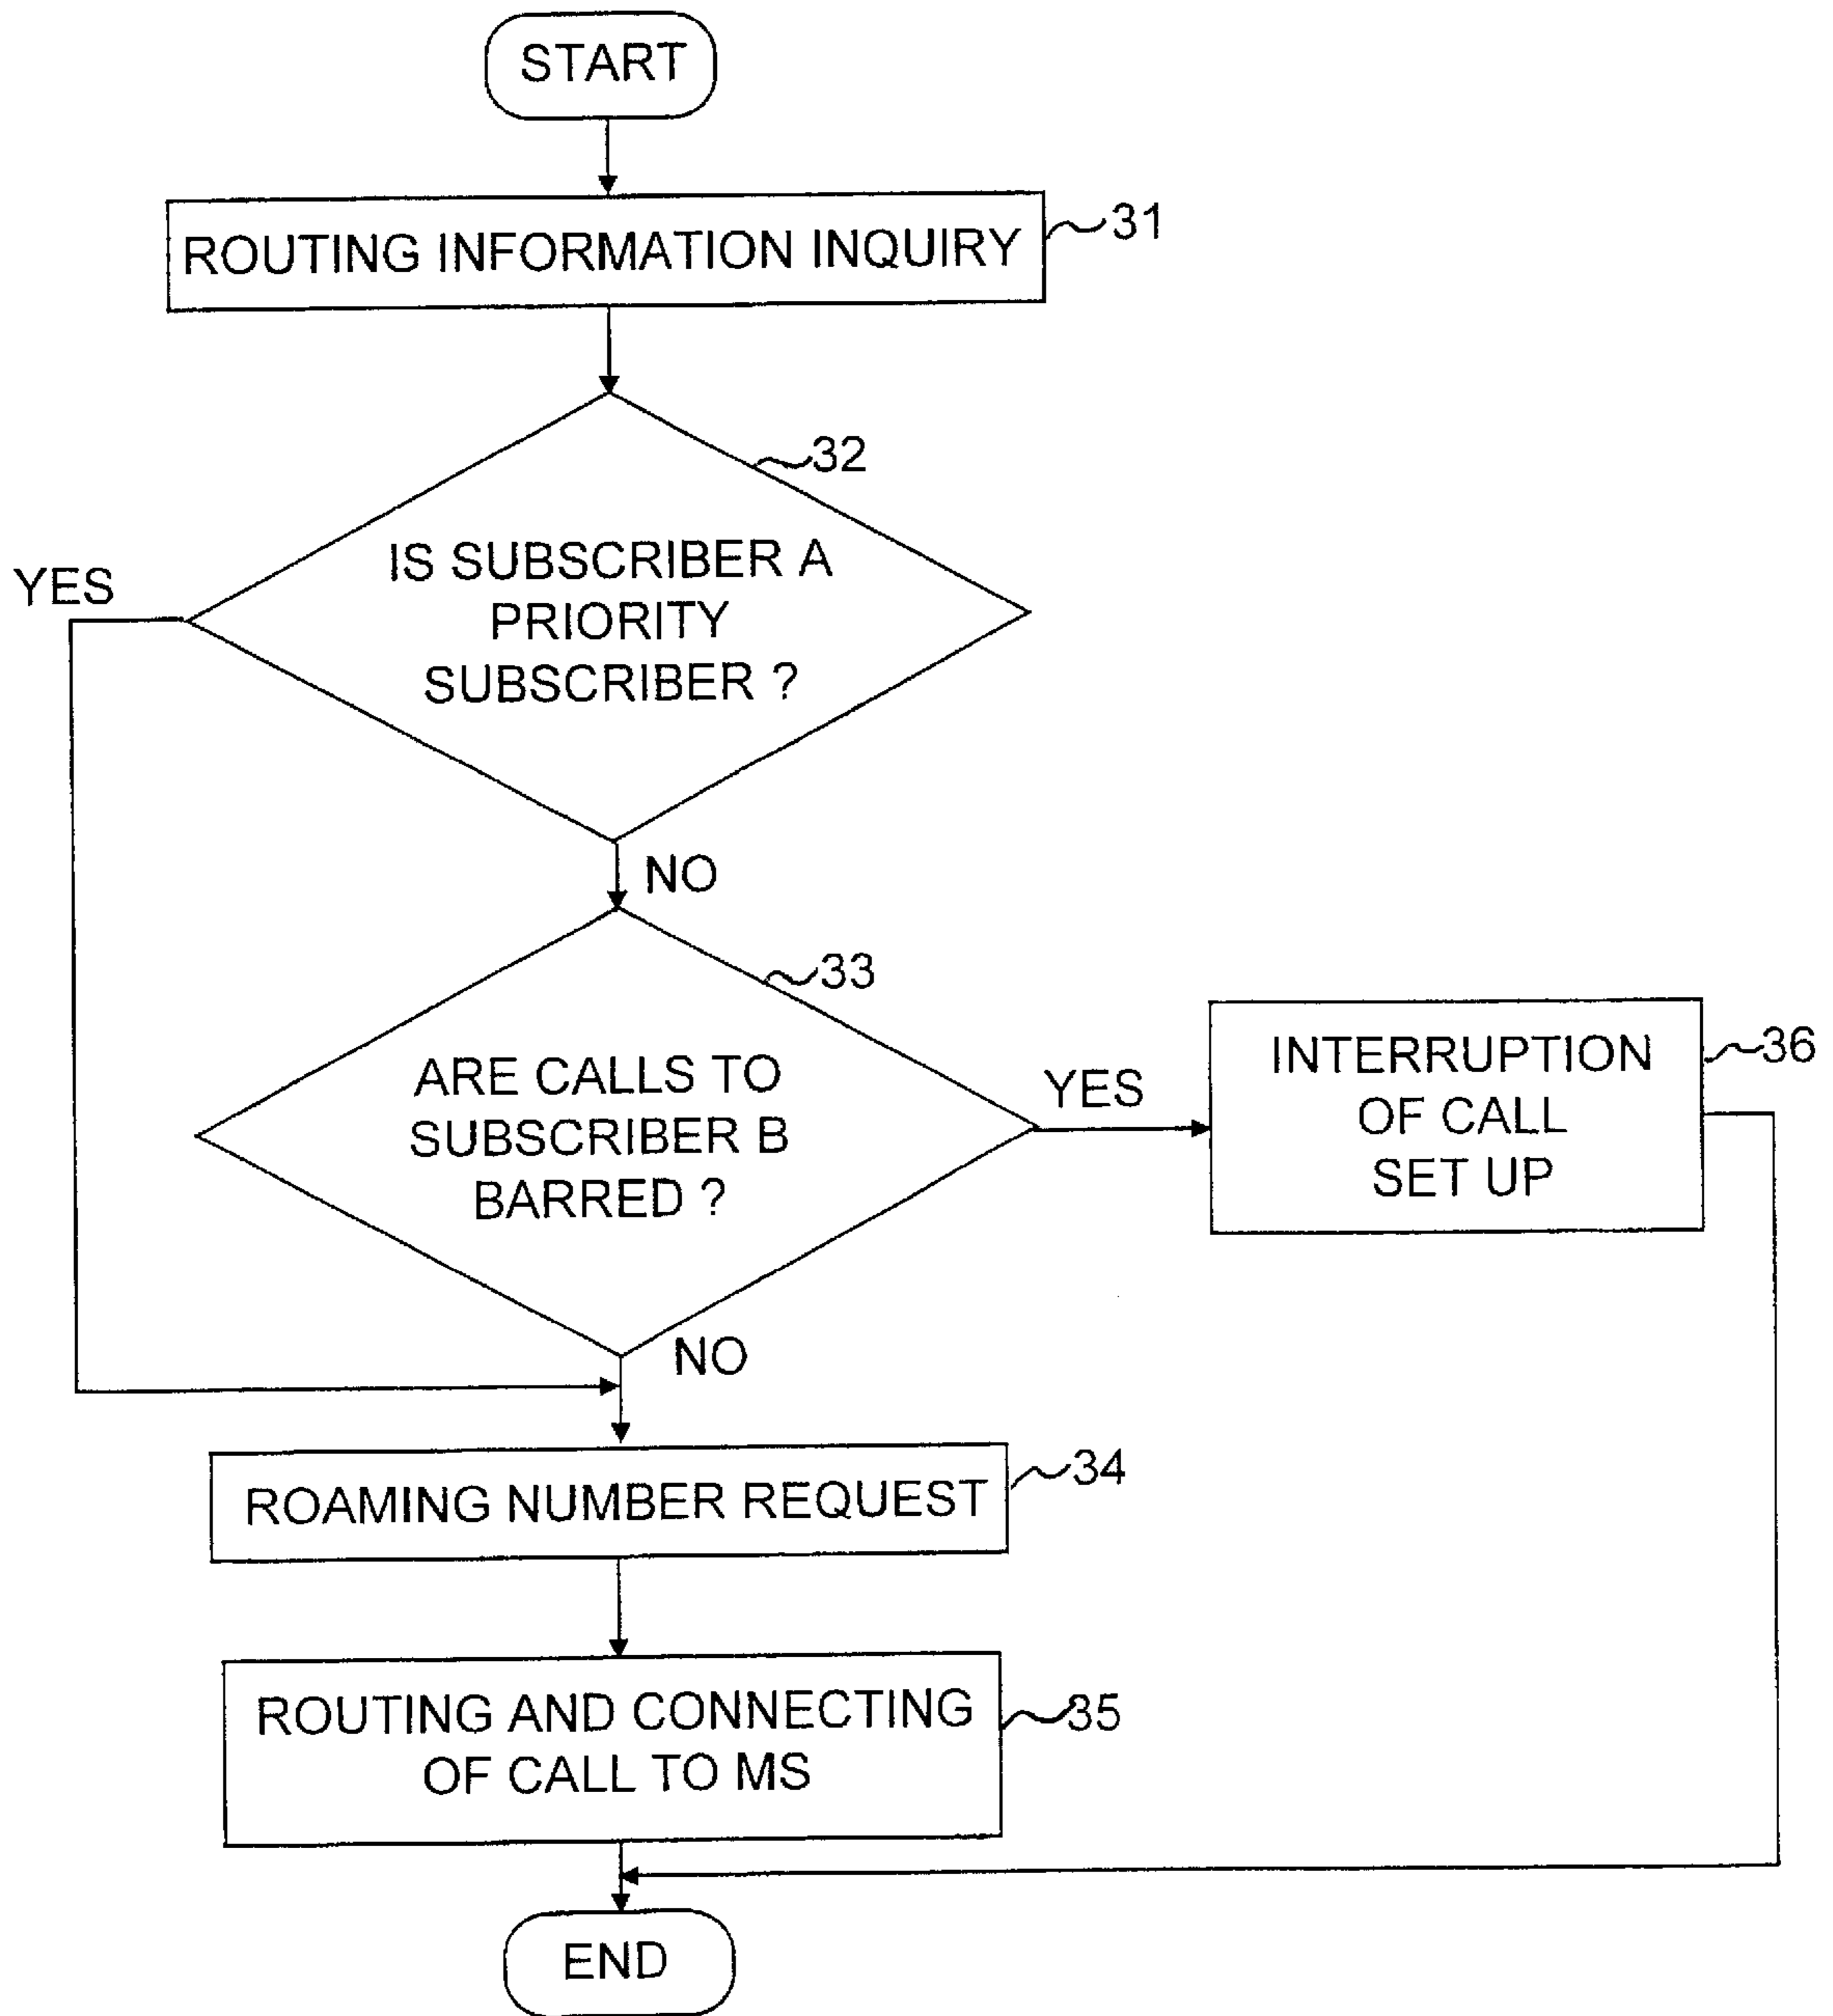 START
ROUTING INFORMATION INQUIRY
31
32
IS SUBSCRIBER A
PRIORITY
SUBSCRIBER ?
YES
NO
33
ARE CALLS TO
SUBSCRIBER B
BARRED ?
YES
INTERRUPTION
OF CALL
SET UP
36
NO
ROAMING NUMBER REQUEST
34
ROUTING AND CONNECTING
OF CALL TO MS
35
END